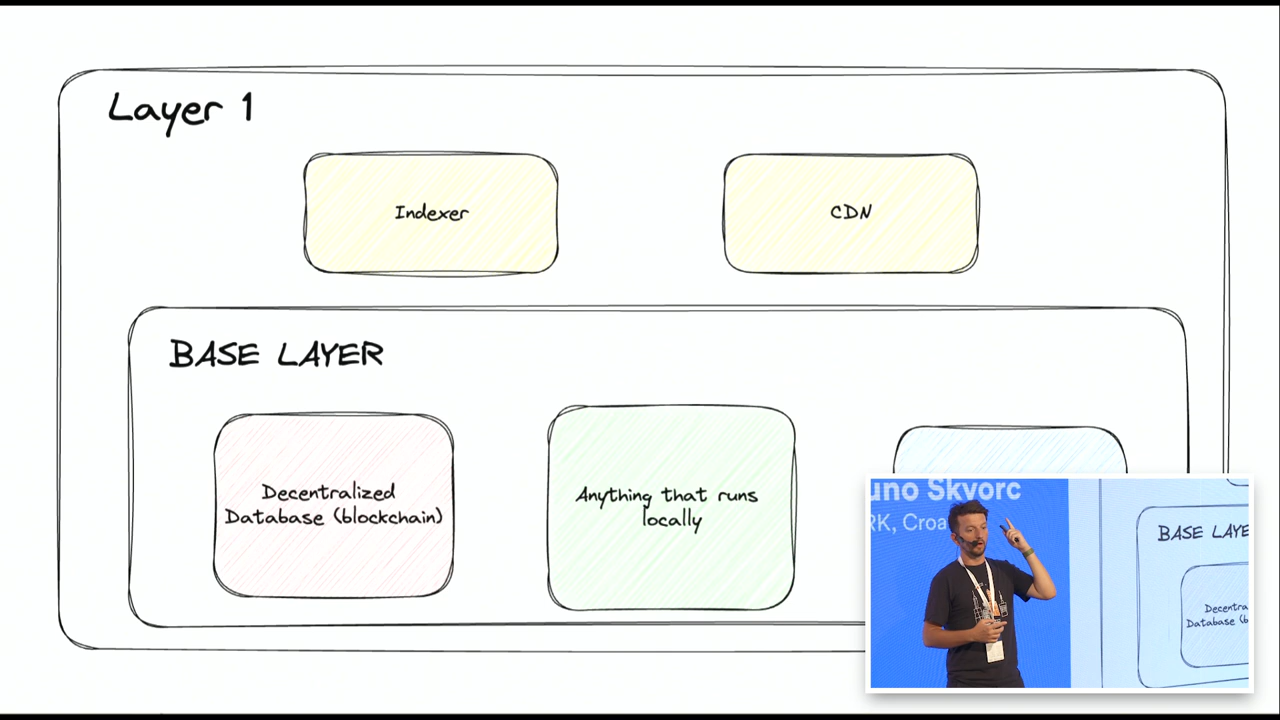 Layer 1
Indexer
CDN
BASE LAYER
Decentralized
Database (blockchain)
Anything that runs
locally
uno Skvorc
RK, Croa
BASE LAYE
Decentra
Database (b